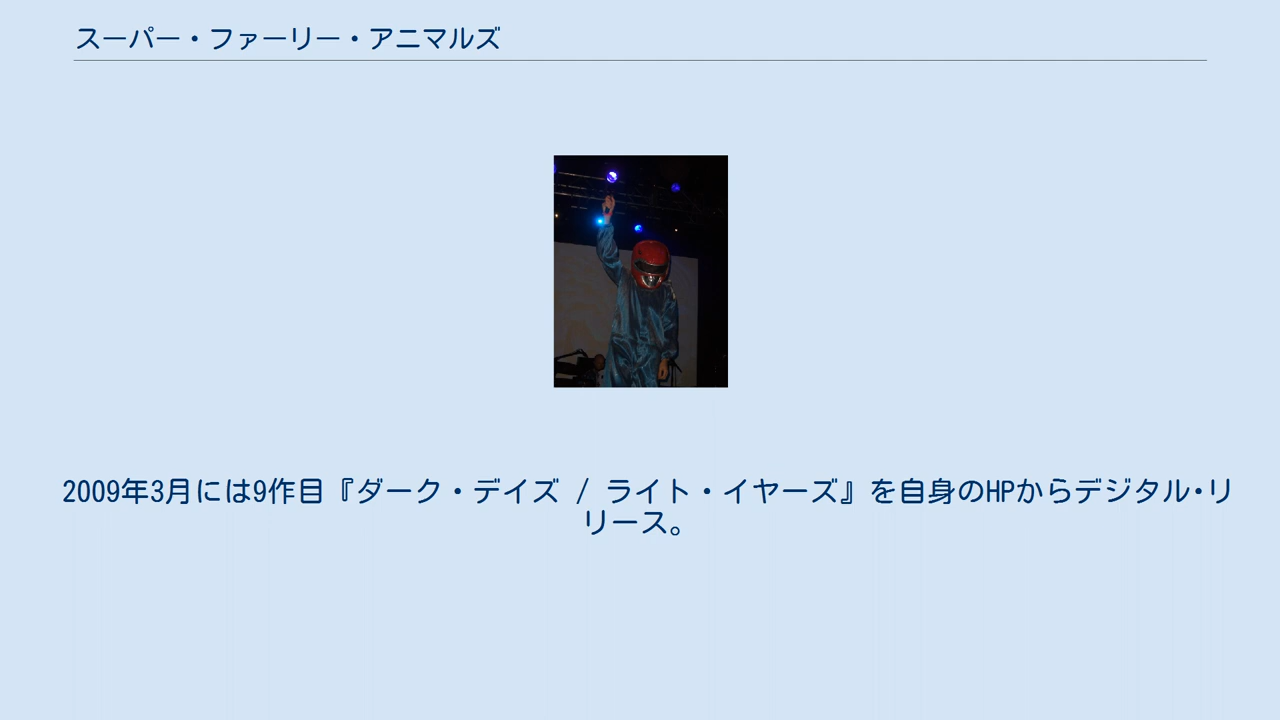 スーパー・ファーリー・アニマルズ
2009年3月には9作目『ダーク・デイズ / ライト・イヤーズ』を自身のHPからデジタル･リ
リース。